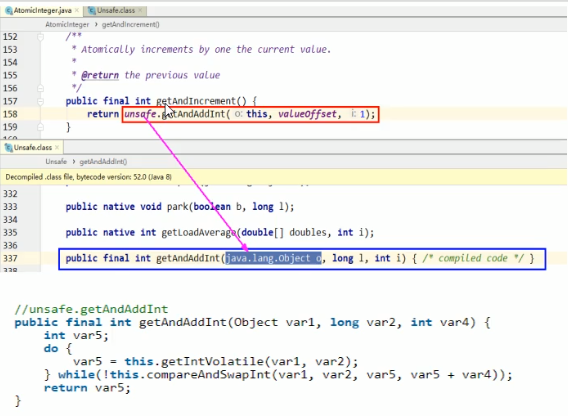 AtomicInteger.java × Unsafe.class ×
AtomicInteger > getAndIncrement()
152 /**
153 * Atomically increments by one the current value.
154 *
155 * @return the previous value
156 */
157 public final int getAndIncrement() {
158 return unsafe.getAndAddInt( o: this, valueOffset, i: 1);
159 }
Unsafe.class ×
Unsafe > getAndAddInt()
Decompiled .class file, bytecode version: 52.0 (Java 8)
332
333 public native void park(boolean b, long l);
334
335 public native int getLoadAverage(double[] doubles, int i);
336
337 public final int getAndAddInt(java.lang.Object o, long l, int i) { /* compiled code */ }
338
//unsafe.getAndAddInt
public final int getAndAddInt(Object var1, long var2, int var4) {
int var5;
do {
var5 = this.getIntVolatile(var1, var2);
} while(!this.compareAndSwapInt(var1, var2, var5, var5 + var4));
return var5;
}